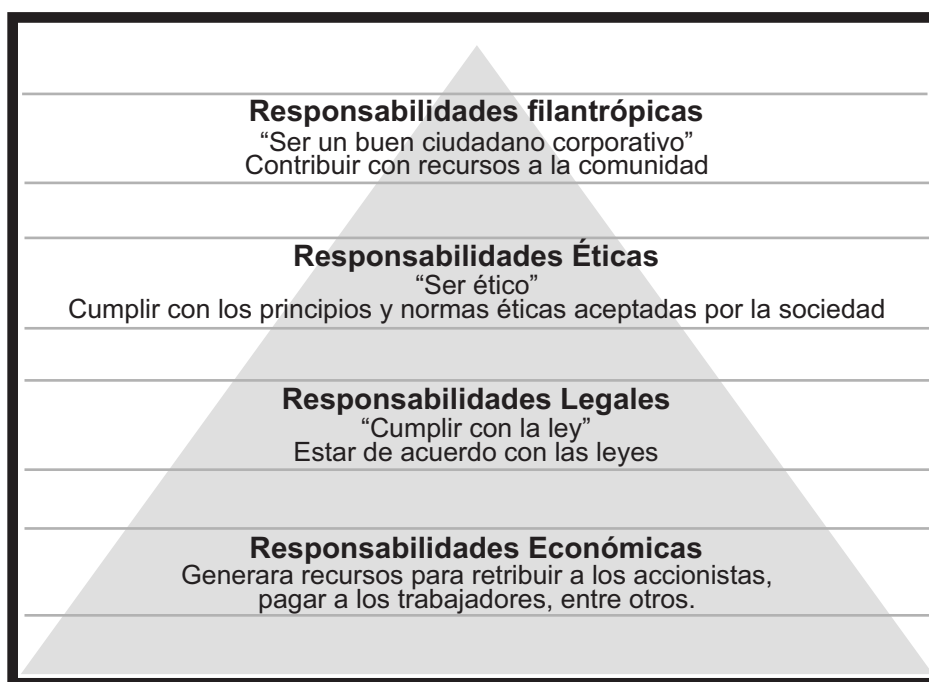 Responsabilidades filantrópicas
“Ser un buen ciudadano corporativo”
Contribuir con recursos a la comunidad
Responsabilidades Éticas
“Ser ético”
Cumplir con los principios y normas éticas aceptadas por la sociedad
Responsabilidades Legales
“Cumplir con la ley”
Estar de acuerdo con las leyes
Responsabilidades Económicas
Generara recursos para retribuir a los accionistas,
pagar a los trabajadores, entre otros.